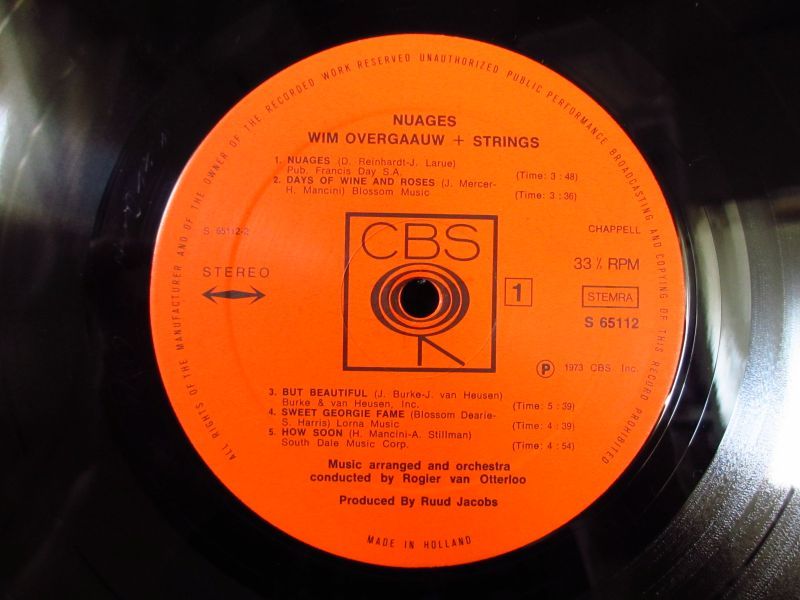 ALL RIGHTS OF THE MANUFACTURER AND OF THE OWNER OF THE RECORDED WORK RESERVED UNAUTHORIZED PUBLIC PERFORMANCE BROADCASTING AND COPYING OF THIS RECORD PROHIBITED
NUAGES
WIM OVERGAAUW + STRINGS
1. NUAGES (D. Reinhardt-J. Larue)
Pub. Francis Day S.A. (Time: 3 : 48)
2. DAYS OF WINE AND ROSES (J. Mercer-
H. Mancini) Blossom Music (Time: 3 : 36)
S 65112-2
CHAPPELL
CBS
STEREO
33⅓ RPM
1
STEMRA
S 65112
℗ 1973 CBS, Inc.
3. BUT BEAUTIFUL (J. Burke-J. van Heusen)
Burke & van Heusen, Inc. (Time: 5 : 39)
4. SWEET GEORGIE FAME (Blossom Dearie-
S. Harris) Lorna Music (Time: 4 : 39)
5. HOW SOON (H. Mancini-A. Stillman)
South Dale Music Corp. (Time: 4 : 54)
Music arranged and orchestra
conducted by Rogier van Otterloo
Produced By Ruud Jacobs
MADE IN HOLLAND